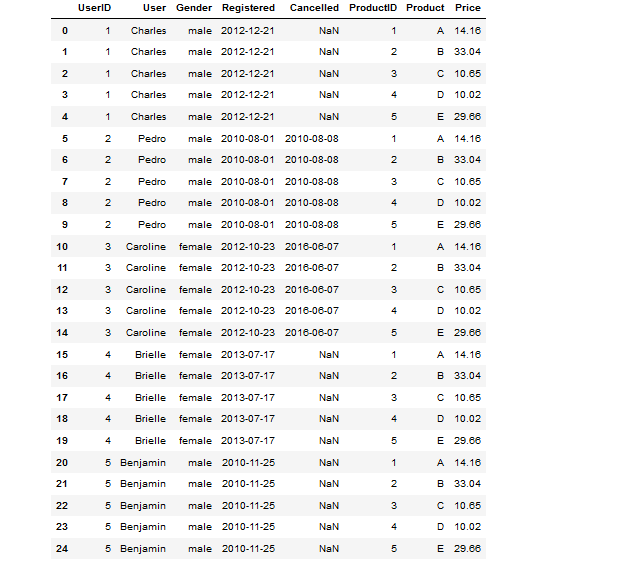 UserID User Gender Registered Cancelled ProductID Product Price
0 1 Charles male 2012-12-21 NaN 1 A 14.16
1 1 Charles male 2012-12-21 NaN 2 B 33.04
2 1 Charles male 2012-12-21 NaN 3 C 10.65
3 1 Charles male 2012-12-21 NaN 4 D 10.02
4 1 Charles male 2012-12-21 NaN 5 E 29.66
5 2 Pedro male 2010-08-01 2010-08-08 1 A 14.16
6 2 Pedro male 2010-08-01 2010-08-08 2 B 33.04
7 2 Pedro male 2010-08-01 2010-08-08 3 C 10.65
8 2 Pedro male 2010-08-01 2010-08-08 4 D 10.02
9 2 Pedro male 2010-08-01 2010-08-08 5 E 29.66
10 3 Caroline female 2012-10-23 2016-06-07 1 A 14.16
11 3 Caroline female 2012-10-23 2016-06-07 2 B 33.04
12 3 Caroline female 2012-10-23 2016-06-07 3 C 10.65
13 3 Caroline female 2012-10-23 2016-06-07 4 D 10.02
14 3 Caroline female 2012-10-23 2016-06-07 5 E 29.66
15 4 Brielle female 2013-07-17 NaN 1 A 14.16
16 4 Brielle female 2013-07-17 NaN 2 B 33.04
17 4 Brielle female 2013-07-17 NaN 3 C 10.65
18 4 Brielle female 2013-07-17 NaN 4 D 10.02
19 4 Brielle female 2013-07-17 NaN 5 E 29.66
20 5 Benjamin male 2010-11-25 NaN 1 A 14.16
21 5 Benjamin male 2010-11-25 NaN 2 B 33.04
22 5 Benjamin male 2010-11-25 NaN 3 C 10.65
23 5 Benjamin male 2010-11-25 NaN 4 D 10.02
24 5 Benjamin male 2010-11-25 NaN 5 E 29.66